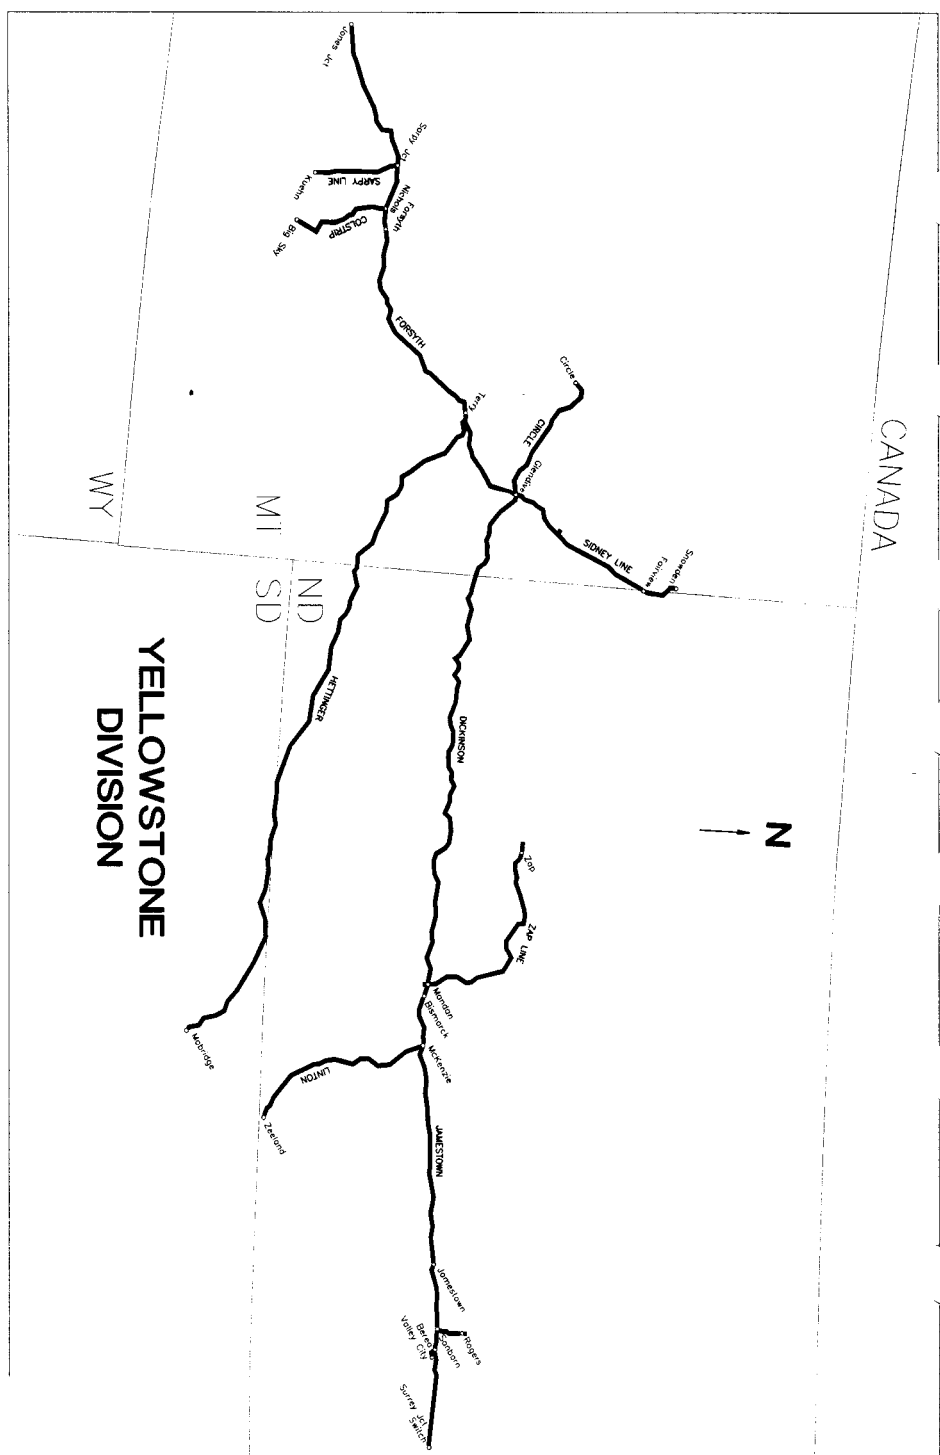 CANADA
N
Snowden
Fairview
SIDNEY LINE
Circle
CIRCLE
Glendive
Terry
FORSYTH
Forsyth
Nichols
Sarpy Jct
Jones Jct
SARPY LINE
Kuehn
COLSTRIP
Big Sky
WY
MI
ND
SD
HETTINGER
DICKINSON
Zap
ZAP LINE
Mandan
Bismarck
McKenzie
LINTON
Zeeland
Mobridge
JAMESTOWN
Jamestown
Rogers
Sanborn
Berea
Valley City
Surrey Jct
Switch
YELLOWSTONE
DIVISION